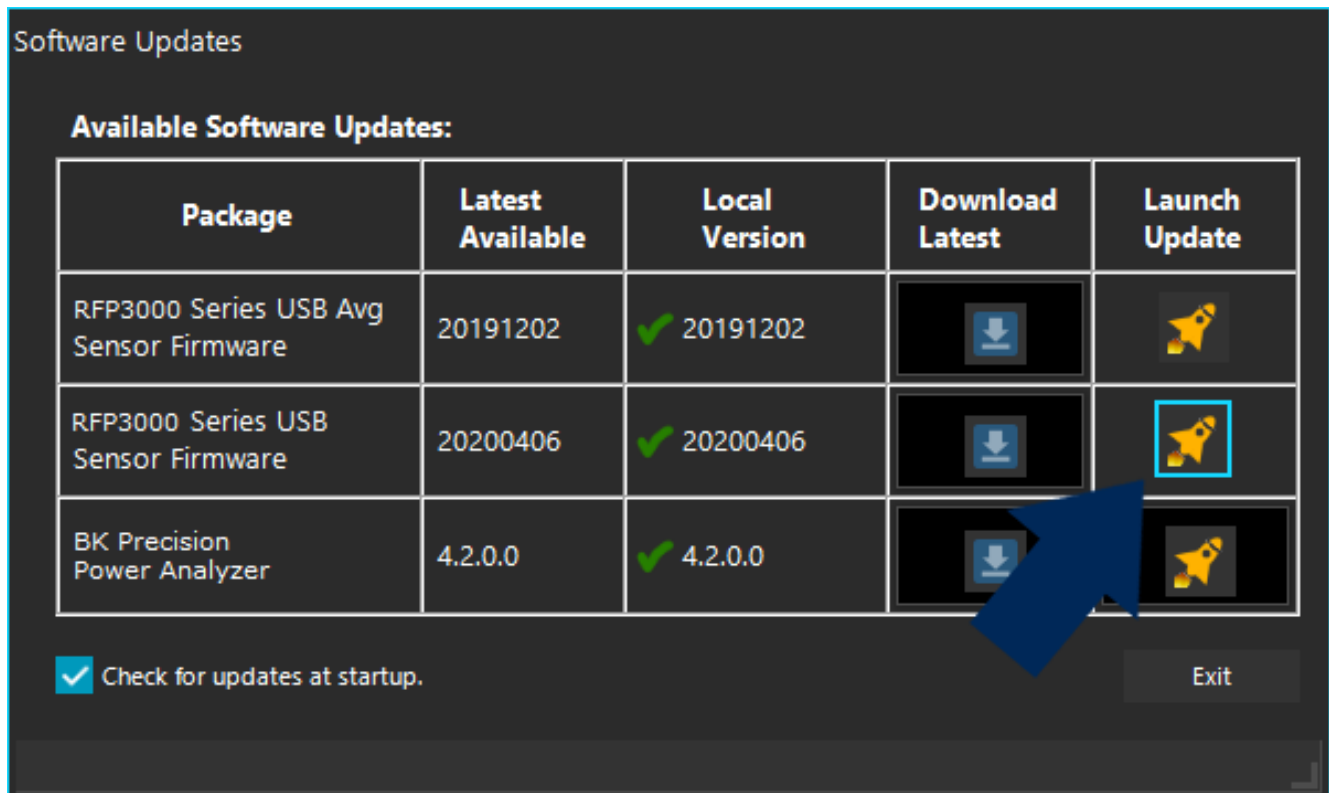 Software Updates
Available Software Updates:
Package
Latest
Available
Local
Version
Download
Latest
Launch
Update
RFP3000 Series USB Avg
Sensor Firmware
20191202
20191202
RFP3000 Series USB
Sensor Firmware
20200406
20200406
BK Precision
Power Analyzer
4.2.0.0
4.2.0.0
Check for updates at startup.
Exit